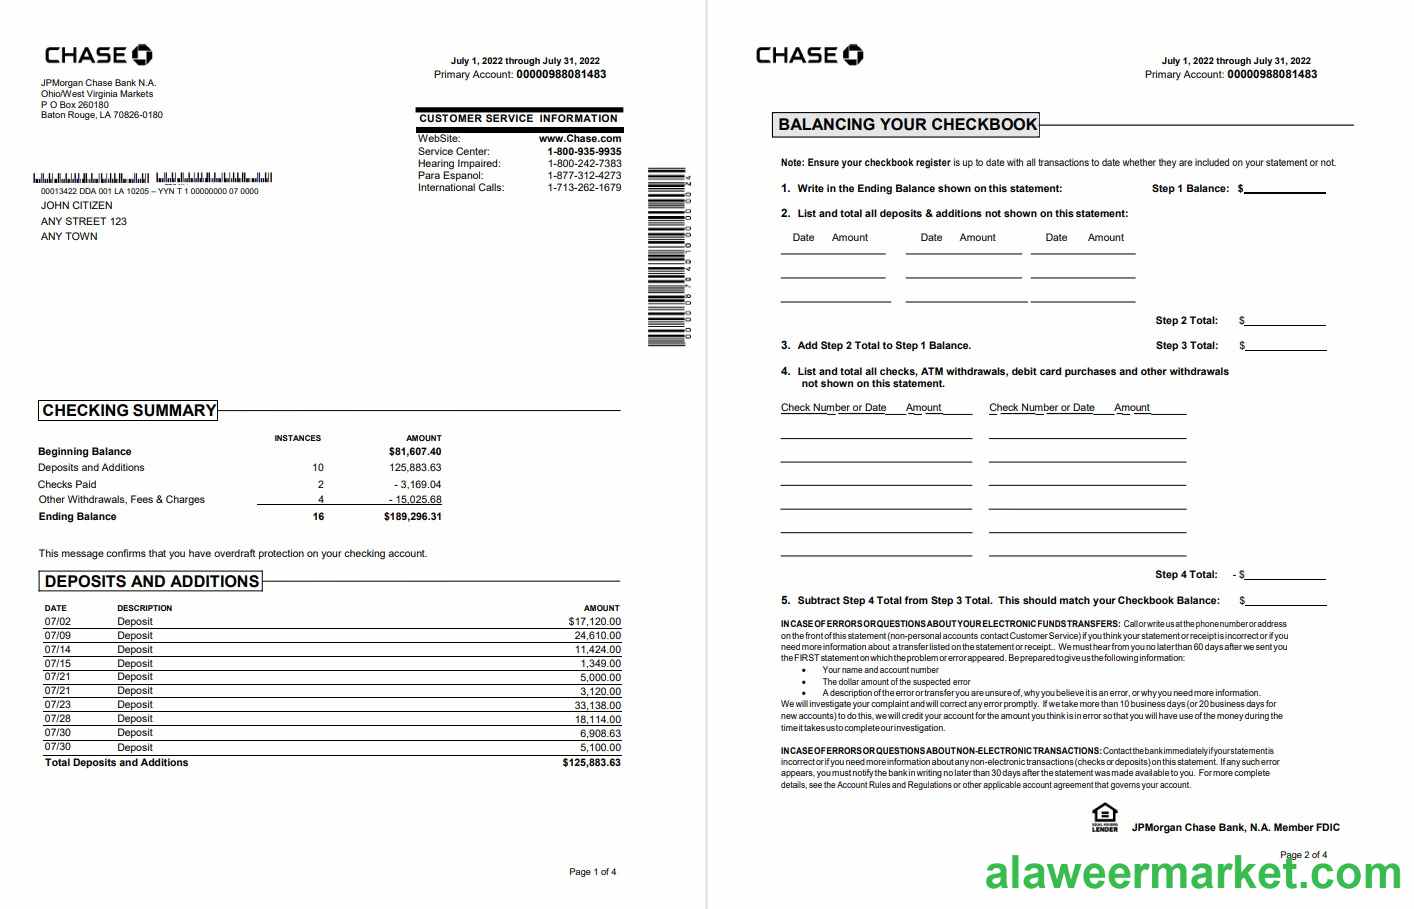 CHASE
July 1, 2022 through July 31, 2022
Primary Account: 00000988081483
JPMorgan Chase Bank N.A.
Ohio/West Virginia Markets
P O Box 260180
Baton Rouge, LA 70826-0180
CUSTOMER SERVICE INFORMATION
WebSite: www.Chase.com
Service Center: 1-800-935-9935
Hearing Impaired: 1-800-242-7383
Para Espanol: 1-877-312-4273
International Calls: 1-713-262-1679
00013422 DDA 001 LA 10205 – YYN T 1 00000000 07 0000
JOHN CITIZEN
ANY STREET 123
ANY TOWN
CHECKING SUMMARY
INSTANCES AMOUNT
Beginning Balance $81,607.40
Deposits and Additions 10 125,883.63
Checks Paid 2 - 3,169.04
Other Withdrawals, Fees & Charges 4 - 15,025.68
Ending Balance 16 $189,296.31
This message confirms that you have overdraft protection on your checking account.
DEPOSITS AND ADDITIONS
DATE DESCRIPTION AMOUNT
07/02 Deposit $17,120.00
07/09 Deposit 24,610.00
07/14 Deposit 11,424.00
07/15 Deposit 1,349.00
07/21 Deposit 5,000.00
07/21 Deposit 3,120.00
07/23 Deposit 33,138.00
07/28 Deposit 18,114.00
07/30 Deposit 6,908.63
07/30 Deposit 5,100.00
Total Deposits and Additions $125,883.63
Page 1 of 4
CHASE
July 1, 2022 through July 31, 2022
Primary Account: 00000988081483
BALANCING YOUR CHECKBOOK
Note: Ensure your checkbook register is up to date with all transactions to date whether they are included on your statement or not.
1. Write in the Ending Balance shown on this statement: Step 1 Balance: $
2. List and total all deposits & additions not shown on this statement:
Date Amount Date Amount Date Amount
Step 2 Total: $
3. Add Step 2 Total to Step 1 Balance. Step 3 Total: $
4. List and total all checks, ATM withdrawals, debit card purchases and other withdrawals
not shown on this statement.
Check Number or Date Amount Check Number or Date Amount
Step 4 Total: - $
5. Subtract Step 4 Total from Step 3 Total. This should match your Checkbook Balance: $
IN CASE OF ERRORS OR QUESTIONS ABOUT YOUR ELECTRONIC FUNDS TRANSFERS: Call or write us at the phone number or address
on the front of this statement (non-personal accounts contact Customer Service) if you think your statement or receipt is incorrect or if you
need more information about a transfer listed on the statement or receipt.. We must hear from you no later than 60 days after we sent you
the FIRST statement on which the problem or error appeared. Be prepared to give us the following information:
• Your name and account number
• The dollar amount of the suspected error
• A description of the error or transfer you are unsure of, why you believe it is an error, or why you need more information.
We will investigate your complaint and will correct any error promptly. If we take more than 10 business days (or 20 business days for
new accounts) to do this, we will credit your account for the amount you think is in error so that you will have use of the money during the
time it takes us to complete our investigation.
IN CASE OF ERRORS OR QUESTIONS ABOUT NON-ELECTRONIC TRANSACTIONS: Contact the bank immediately if your statement is
incorrect or if you need more information about any non-electronic transactions (checks or deposits) on this statement. If any such error
appears, you must notify the bank in writing no later than 30 days after the statement was made available to you. For more complete
details, see the Account Rules and Regulations or other applicable account agreement that governs your account.
EQUAL HOUSING
LENDER
JPMorgan Chase Bank, N.A. Member FDIC
Page 2 of 4
alaweermarket.com